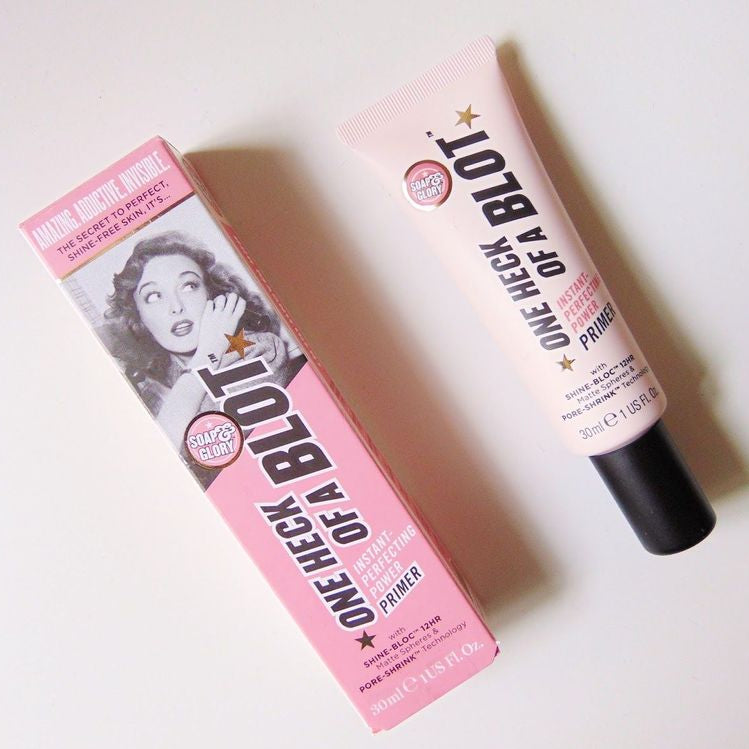 AMAZING, ADDICTIVE, INVISIBLE
THE SECRET TO PERFECT,
SHINE-FREE SKIN, IT'S...
SOAP &
GLORY
ONE HECK
OF A BLOT™
INSTANT-
PERFECTING
POWER
PRIMER
with
SHINE-BLOC™ 12HR
Matte Spheres &
PORE-SHRINK™ Technology
30ml ℮ 1 US Fl. Oz.
SOAP &
GLORY
ONE HECK
OF A BLOT™
INSTANT-
PERFECTING
POWER
PRIMER
with
SHINE-BLOC™ 12HR
Matte Spheres &
PORE-SHRINK™ Technology
30ml ℮ 1 US Fl. Oz.